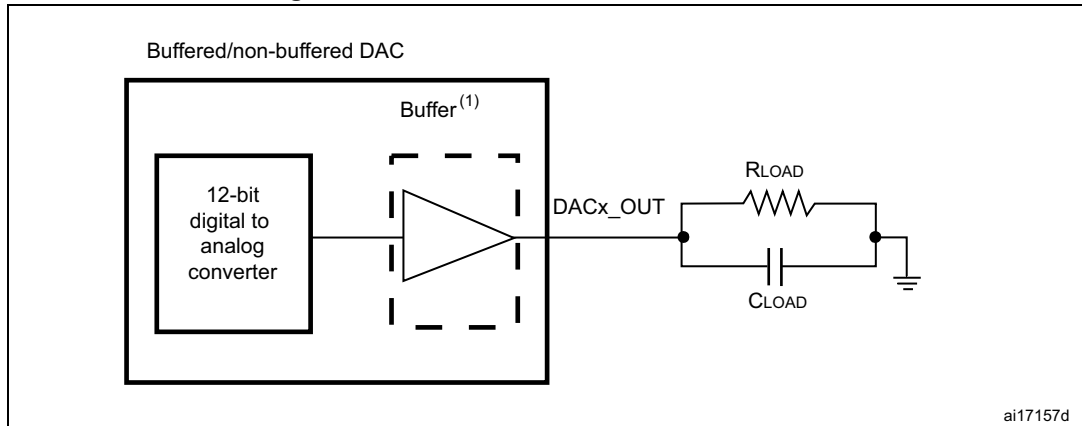 Buffered/non-buffered DAC
Buffer(1)
12-bit
digital to
analog
converter
DACx_OUT
RLOAD
CLOAD
ai17157d